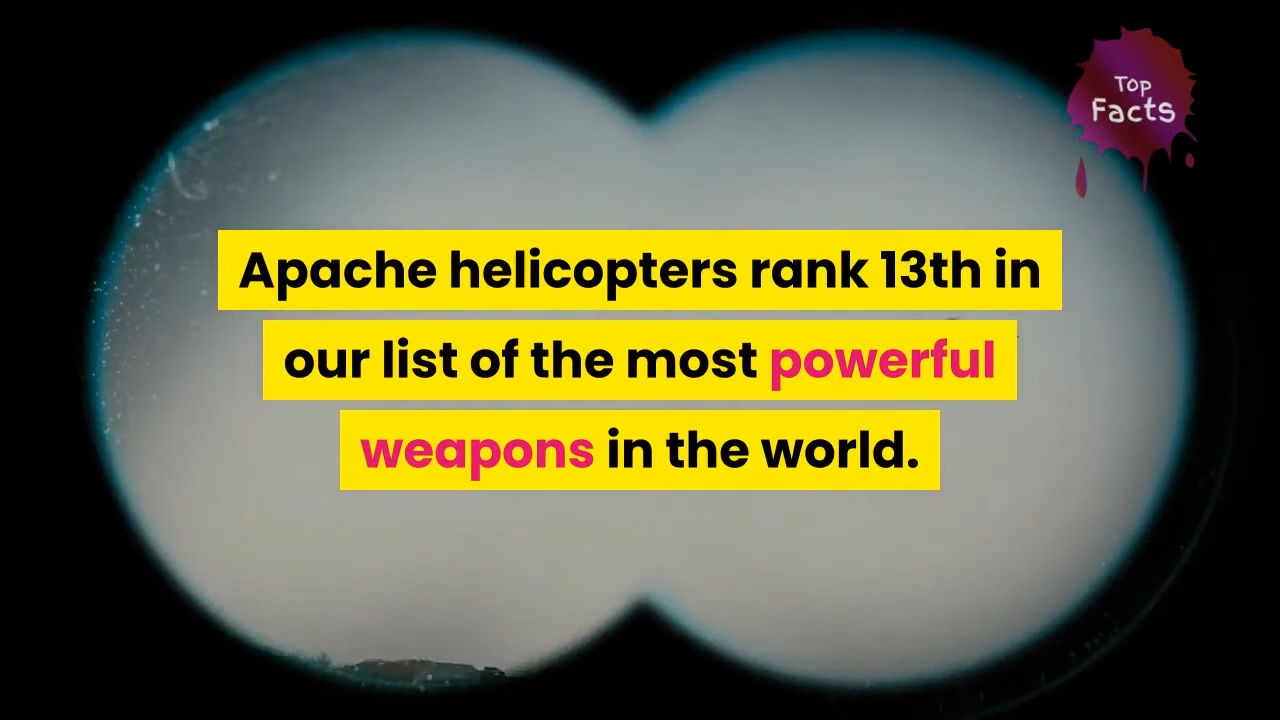 Top
Facts
Apache helicopters rank 13th in
our list of the most powerful
weapons in the world.